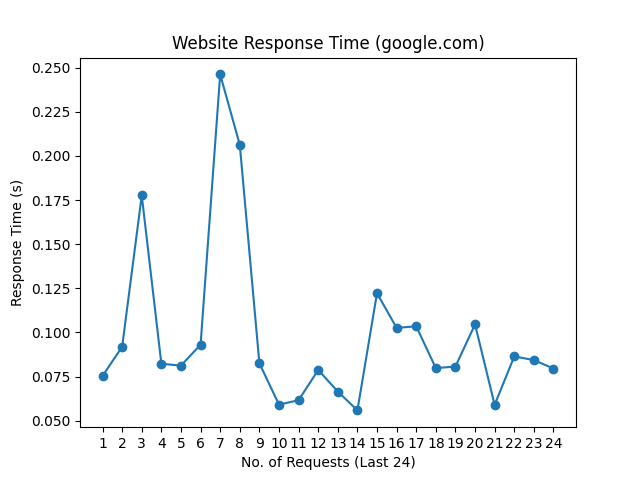 Website Response Time (google.com)
0.250
0.225
0.200
0.175
0.150
0.125
0.100
0.075
0.050
Response Time (s)
1 2 3 4 5 6 7 8 9 10 11 12 13 14 15 16 17 18 19 20 21 22 23 24
No. of Requests (Last 24)